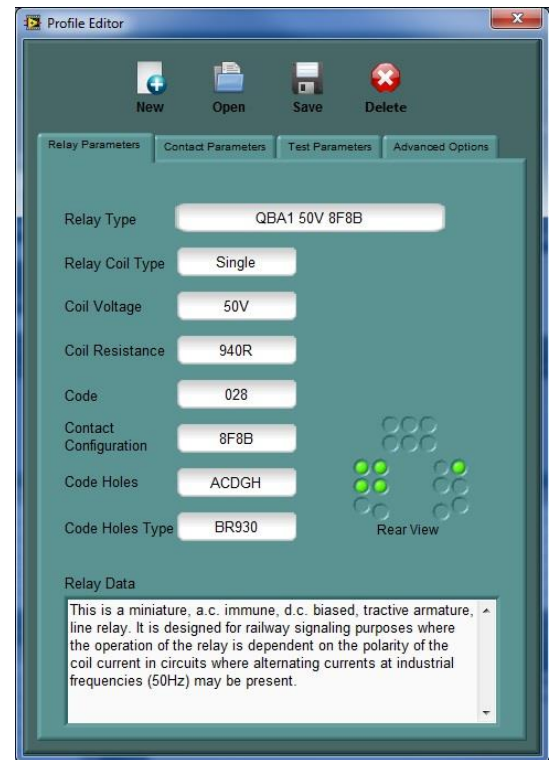 Profile Editor
New Open Save Delete
Relay Parameters Contact Parameters Test Parameters Advanced Options
Relay Type QBA1 50V 8F8B
Relay Coil Type Single
Coil Voltage 50V
Coil Resistance 940R
Code 028
Contact
Configuration 8F8B
Code Holes ACDGH
Code Holes Type BR930
Rear View
Relay Data
This is a miniature, a.c. immune, d.c. biased, tractive armature,
line relay. It is designed for railway signaling purposes where
the operation of the relay is dependent on the polarity of the
coil current in circuits where alternating currents at industrial
frequencies (50Hz) may be present.